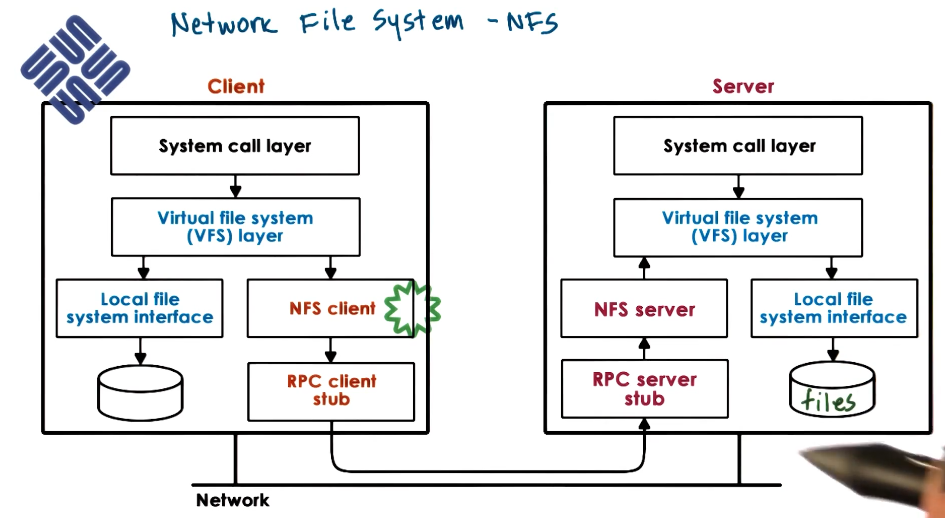 Network File System - NFS
SUN
Client
Server
System call layer
System call layer
Virtual file system
(VFS) layer
Virtual file system
(VFS) layer
Local file
system interface
NFS client
NFS server
Local file
system interface
RPC client
stub
RPC server
stub
files
Network